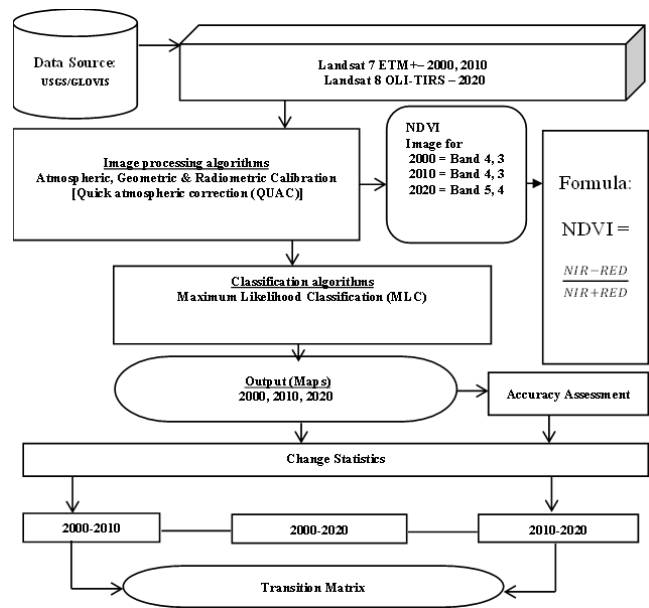 Data Source:
USGS/GLOVIS
Landsat 7 ETM+– 2000, 2010
Landsat 8 OLI-TIRS – 2020
Image processing algorithms
Atmospheric, Geometric & Radiometric Calibration
[Quick atmospheric correction (QUAC)]
NDVI
Image for
2000 = Band 4, 3
2010 = Band 4, 3
2020 = Band 5, 4
Formula:
NDVI =
NIR−RED
NIR+RED
Classification algorithms
Maximum Likelihood Classification (MLC)
Output (Maps)
2000, 2010, 2020
Accuracy Assessment
Change Statistics
2000-2010
2000-2020
2010-2020
Transition Matrix